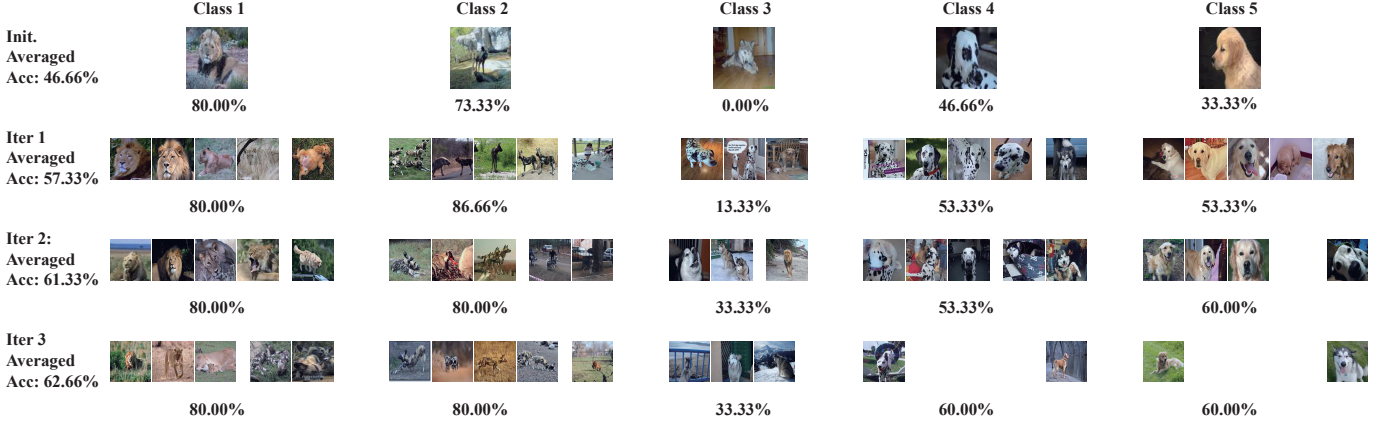 Class 1 Class 2 Class 3 Class 4 Class 5
Init.
Averaged
Acc: 46.66%
80.00% 73.33% 0.00% 46.66% 33.33%
Iter 1
Averaged
Acc: 57.33%
80.00% 86.66% 13.33% 53.33% 53.33%
Iter 2:
Averaged
Acc: 61.33%
80.00% 80.00% 33.33% 53.33% 60.00%
Iter 3
Averaged
Acc: 62.66%
80.00% 80.00% 33.33% 60.00% 60.00%